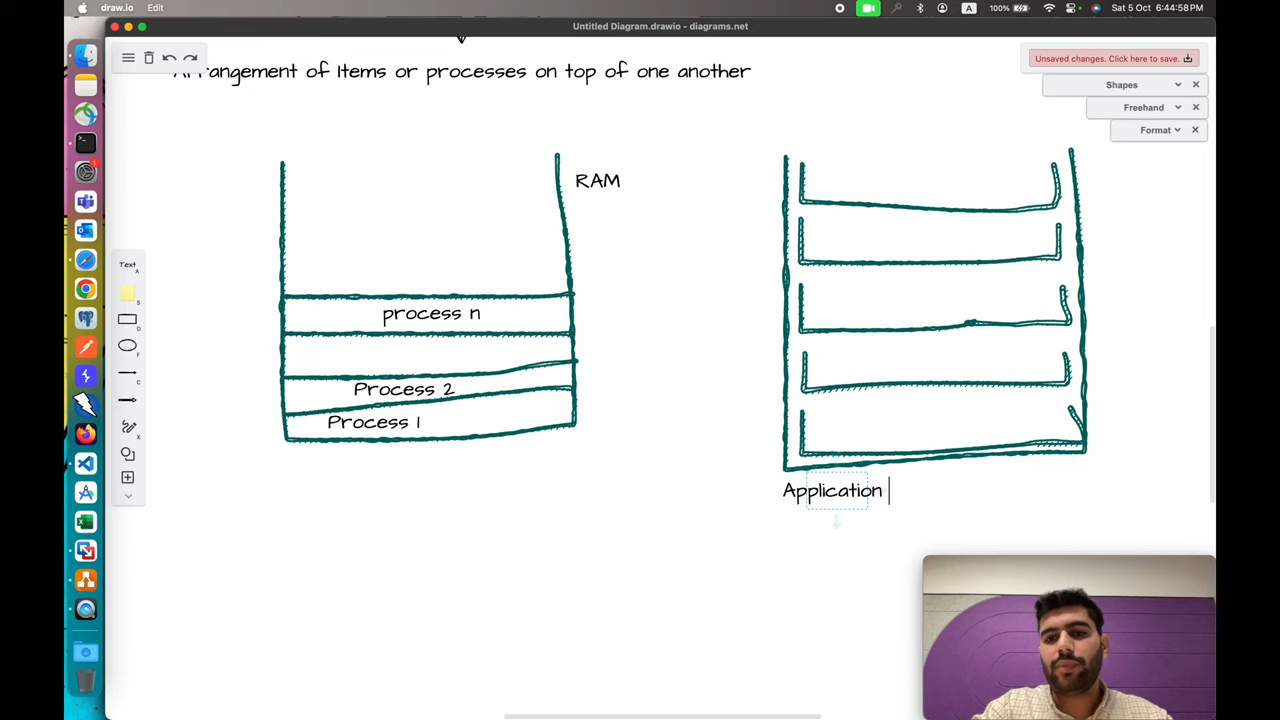 draw.io Edit
A 100% Sat 5 Oct 6:44:58 PM
Untitled Diagram.drawio - diagrams.net
Arrangement of Items or processes on top of one another
Unsaved changes. Click here to save.
Shapes
Freehand
Format
RAM
Text
A
S
D
F
C
X
process n
Process 2
Process 1
Application